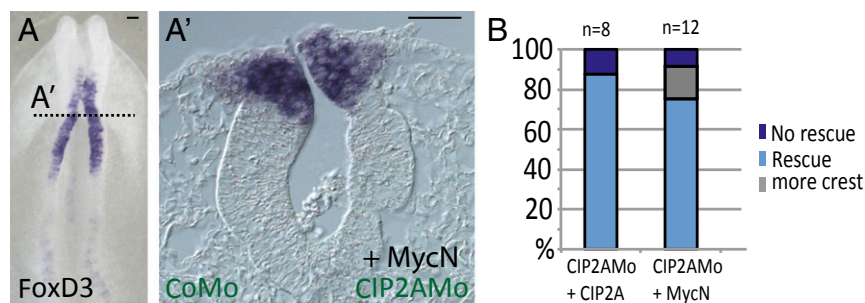 A
A'
B
A'
FoxD3
CoMo
+ MycN
CIP2AMo
n=8
n=12
100
80
60
40
20
%
CIP2AMo
+ CIP2A
CIP2AMo
+ MycN
No rescue
Rescue
more crest